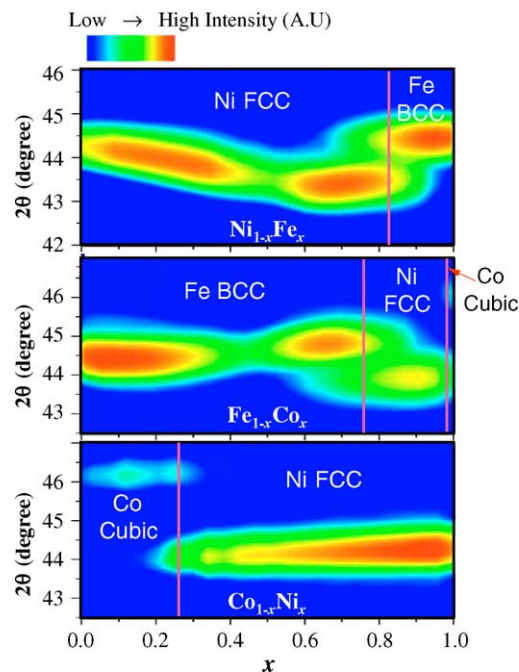 Low → High Intensity (A.U)
46
45
44
43
42
2θ (degree)
Ni FCC
Fe
BCC
Ni₁₋ₓFeₓ
46
45
44
43
2θ (degree)
Fe BCC
Ni
FCC
Co
Cubic
Fe₁₋ₓCoₓ
46
45
44
43
2θ (degree)
Co
Cubic
Ni FCC
Co₁₋ₓNiₓ
0.0 0.2 0.4 0.6 0.8 1.0
x